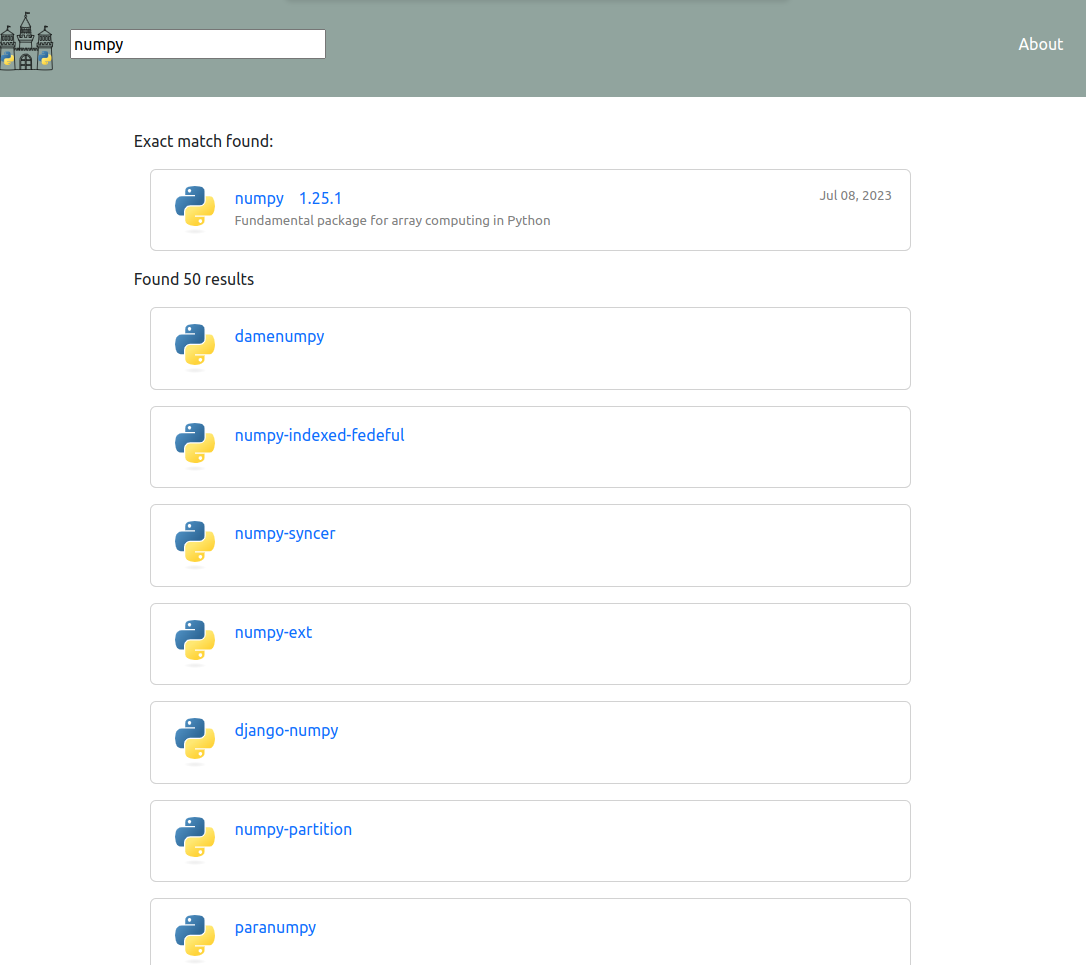 numpy
About
Exact match found:
numpy 1.25.1
Jul 08, 2023
Fundamental package for array computing in Python
Found 50 results
damenumpy
numpy-indexed-fedeful
numpy-syncer
numpy-ext
django-numpy
numpy-partition
paranumpy